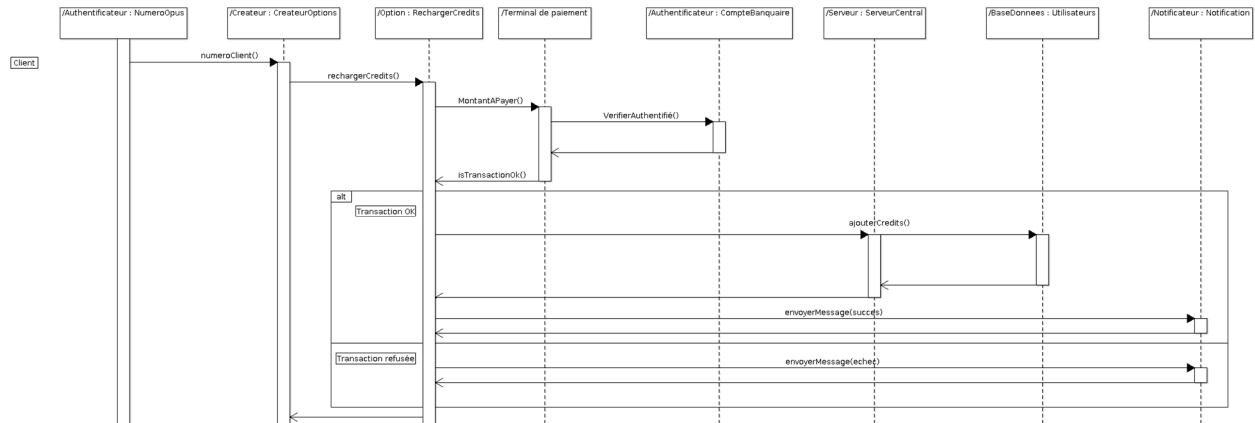 /Authentificateur : NumeroOpus
/Createur : CreateurOptions
/Option : RechargerCredits
/Terminal de paiement
/Authentificateur : CompteBanquaire
/Serveur : ServeurCentral
/BaseDonnees : Utilisateurs
/Notificateur : Notification
Client
numeroClient()
rechargerCredits()
MontantAPayer()
VerifierAuthentifié()
isTransactionOk()
alt
Transaction OK
ajouterCredits()
envoyerMessage(succes)
Transaction refusée
envoyerMessage(echec)